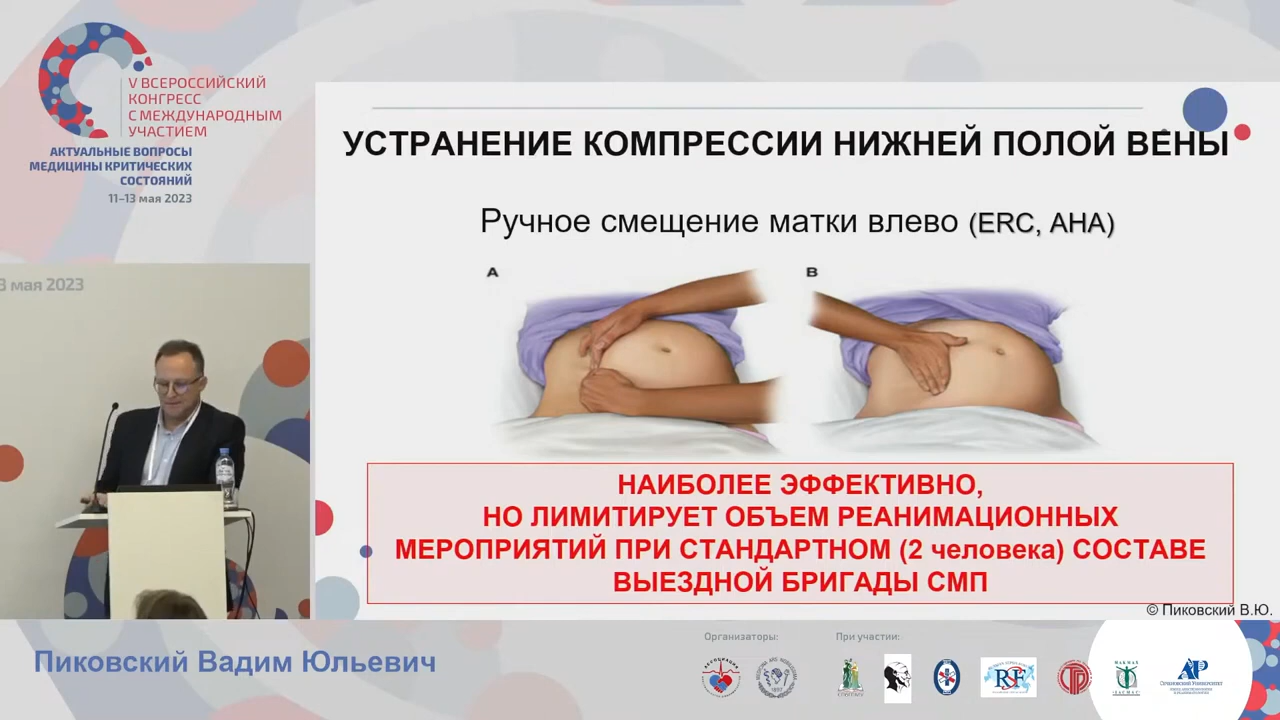 V ВСЕРОССИЙСКИЙ
КОНГРЕСС
С МЕЖДУНАРОДНЫМ
УЧАСТИЕМ
АКТУАЛЬНЫЕ ВОПРОСЫ
МЕДИЦИНЫ КРИТИЧЕСКИХ
СОСТОЯНИЙ
11–13 мая 2023
3 мая 2023
УСТРАНЕНИЕ КОМПРЕССИИ НИЖНЕЙ ПОЛОЙ ВЕНЫ
Ручное смещение матки влево (ERC, AHA)
A
B
НАИБОЛЕЕ ЭФФЕКТИВНО,
НО ЛИМИТИРУЕТ ОБЪЕМ РЕАНИМАЦИОННЫХ
МЕРОПРИЯТИЙ ПРИ СТАНДАРТНОМ (2 человека) СОСТАВЕ
ВЫЕЗДНОЙ БРИГАДЫ СМП
© Пиковский В.Ю.
Пиковский Вадим Юльевич
Организаторы:
При участии: